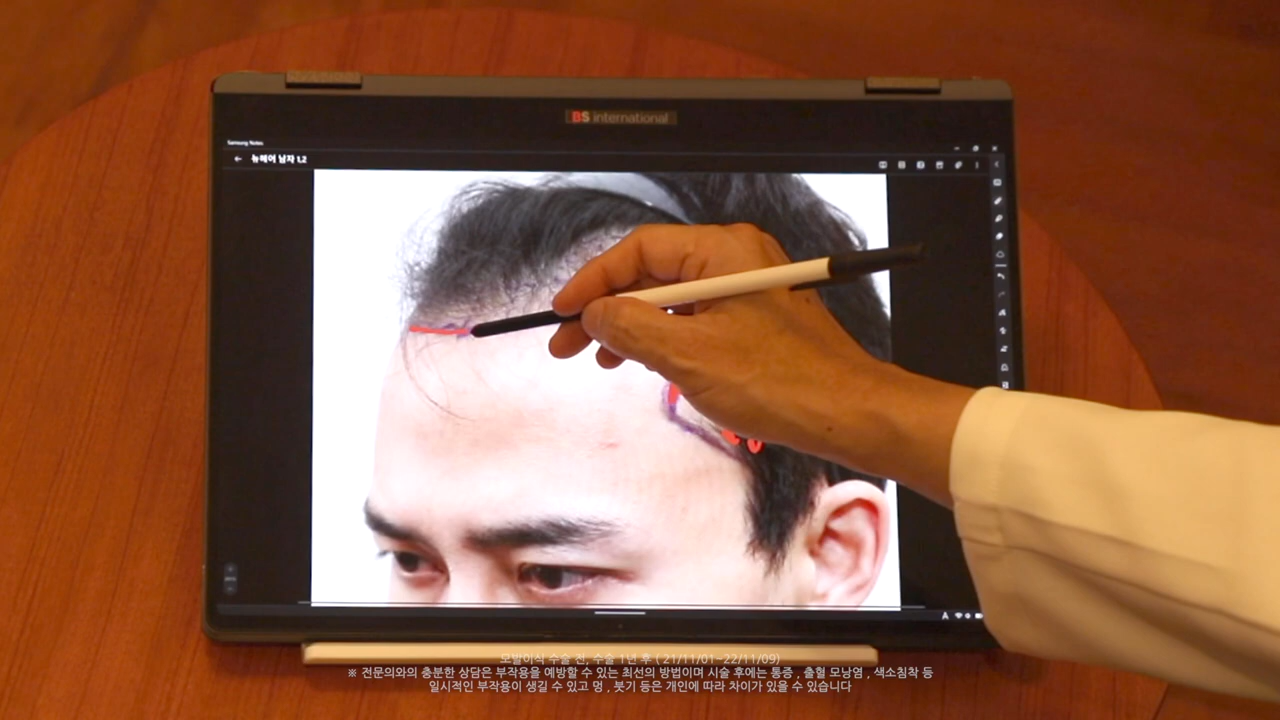 BS international
Samsung Notes
뉴헤어 남자 1,2
A
모발이식 수술 전, 수술 1년 후 ( 21/11/01~22/11/09)
※ 전문의와의 충분한 상담은 부작용을 예방할 수 있는 최선의 방법이며 시술 후에는 통증 , 출혈 모낭염 , 색소침착 등
일시적인 부작용이 생길 수 있고 멍 , 붓기 등은 개인에 따라 차이가 있을 수 있습니다